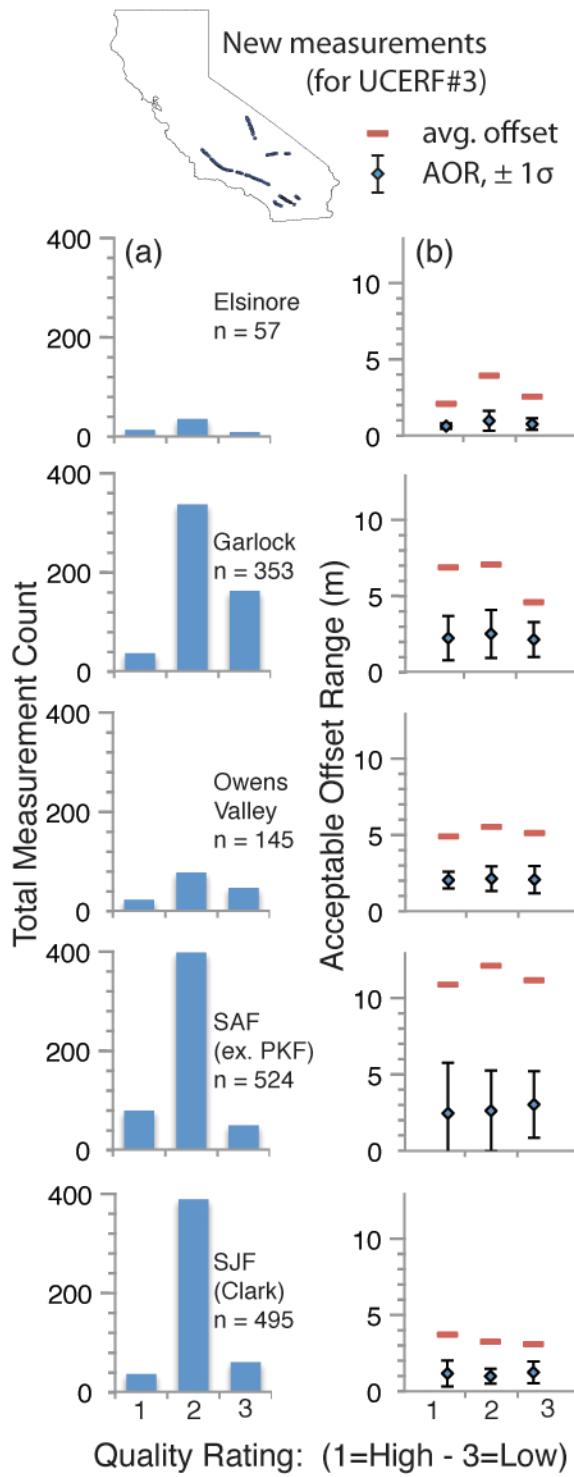 New measurements
(for UCERF#3)
avg. offset
AOR, ± 1σ
(a)
(b)
400
200
0
Elsinore
n = 57
10
5
0
400
200
0
Garlock
n = 353
10
5
0
400
200
0
Owens
Valley
n = 145
10
5
0
400
200
0
SAF
(ex. PKF)
n = 524
10
5
0
400
200
0
SJF
(Clark)
n = 495
10
5
0
Total Measurement Count
Acceptable Offset Range (m)
1 2 3
1 2 3
Quality Rating: (1=High - 3=Low)